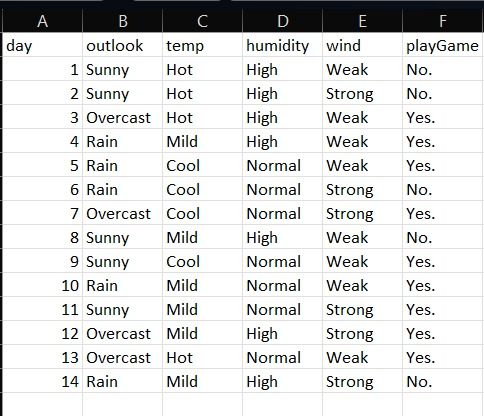 A B C D E F
day outlook temp humidity wind playGame
1 Sunny Hot High Weak No.
2 Sunny Hot High Strong No.
3 Overcast Hot High Weak Yes.
4 Rain Mild High Weak Yes.
5 Rain Cool Normal Weak Yes.
6 Rain Cool Normal Strong No.
7 Overcast Cool Normal Strong Yes.
8 Sunny Mild High Weak No.
9 Sunny Cool Normal Weak Yes.
10 Rain Mild Normal Weak Yes.
11 Sunny Mild Normal Strong Yes.
12 Overcast Mild High Strong Yes.
13 Overcast Hot Normal Weak Yes.
14 Rain Mild High Strong No.